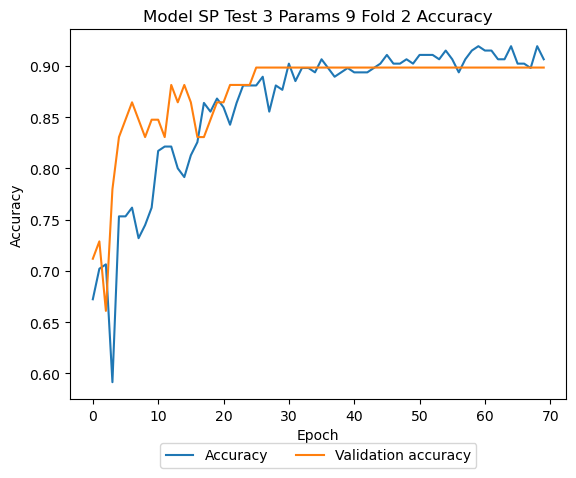 Model SP Test 3 Params 9 Fold 2 Accuracy
Accuracy
0.90
0.85
0.80
0.75
0.70
0.65
0.60
0 10 20 30 40 50 60 70
Epoch
Accuracy Validation accuracy